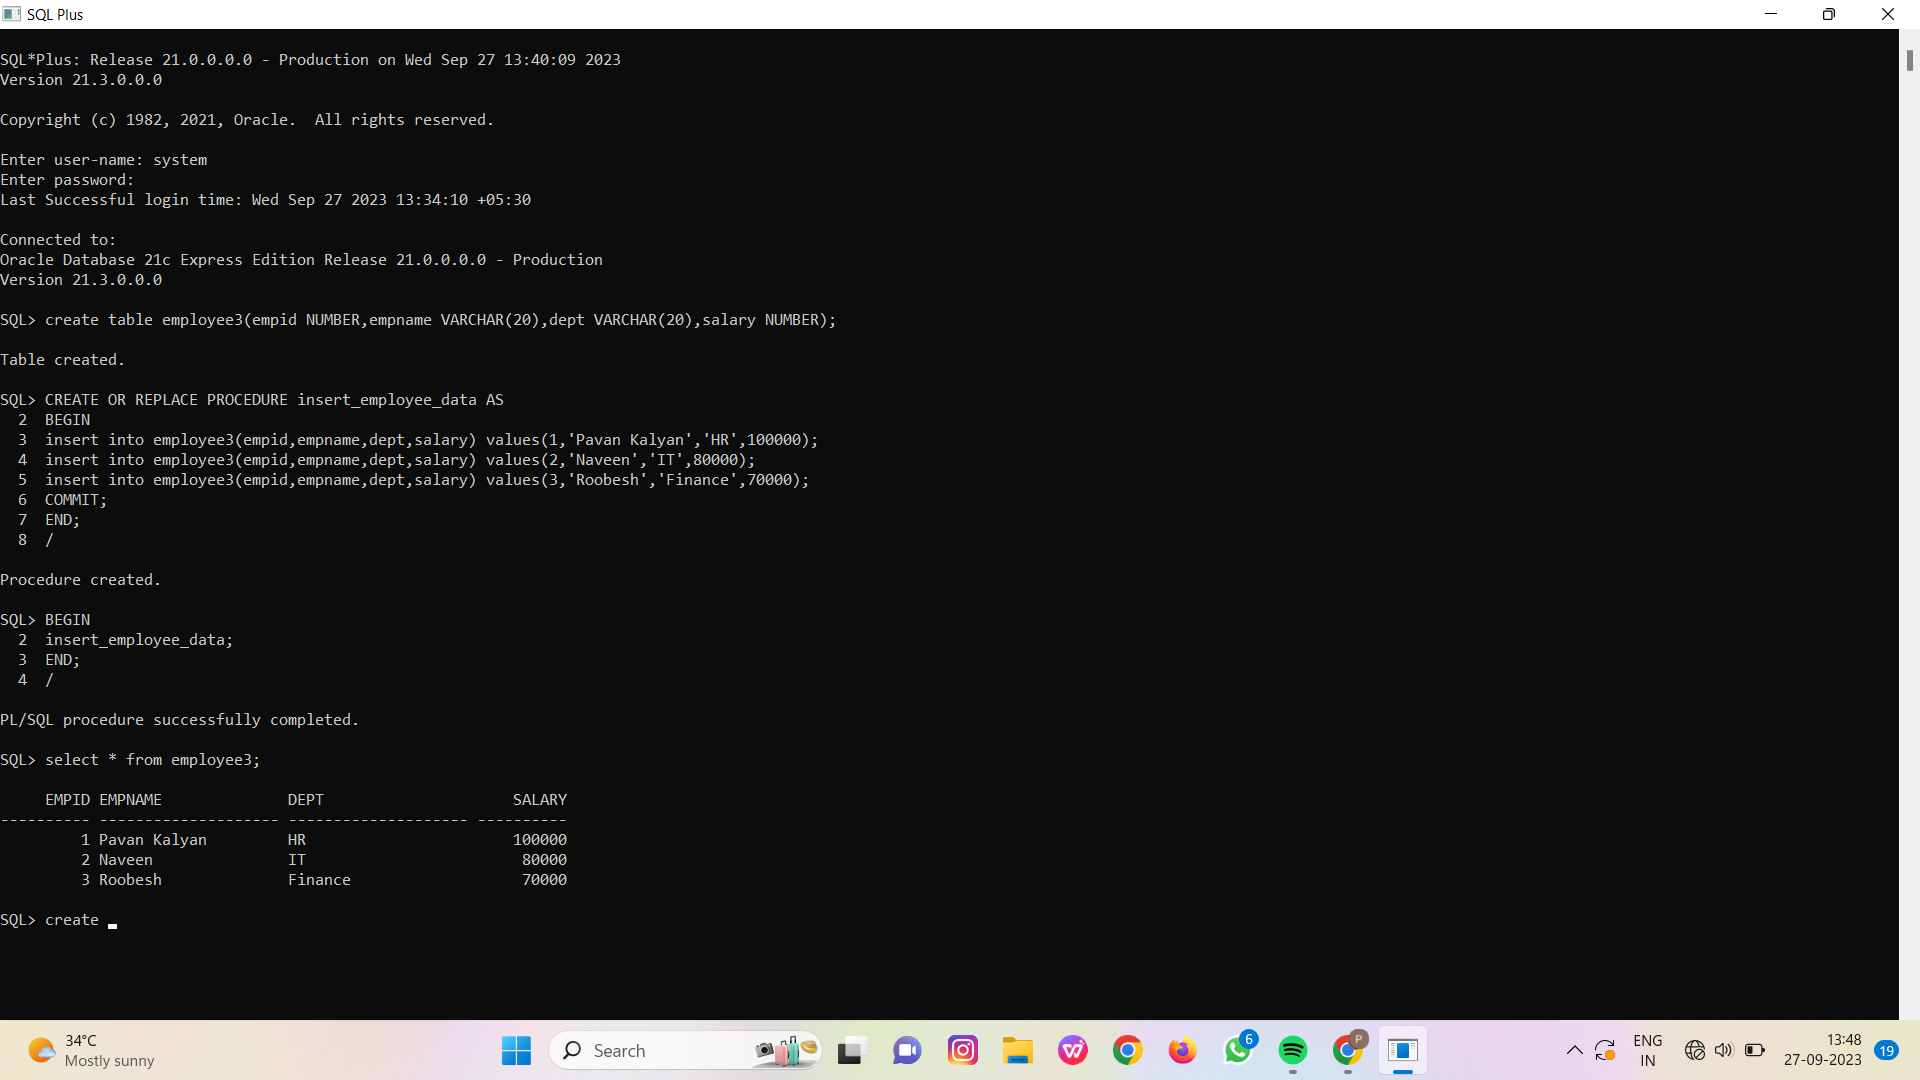 SQL Plus
SQL*Plus: Release 21.0.0.0.0 - Production on Wed Sep 27 13:40:09 2023
Version 21.3.0.0.0
Copyright (c) 1982, 2021, Oracle.  All rights reserved.
Enter user-name: system
Enter password:
Last Successful login time: Wed Sep 27 2023 13:34:10 +05:30
Connected to:
Oracle Database 21c Express Edition Release 21.0.0.0.0 - Production
Version 21.3.0.0.0
SQL> create table employee3(empid NUMBER,empname VARCHAR(20),dept VARCHAR(20),salary NUMBER);
Table created.
SQL> CREATE OR REPLACE PROCEDURE insert_employee_data AS
  2  BEGIN
  3  insert into employee3(empid,empname,dept,salary) values(1,'Pavan Kalyan','HR',100000);
  4  insert into employee3(empid,empname,dept,salary) values(2,'Naveen','IT',80000);
  5  insert into employee3(empid,empname,dept,salary) values(3,'Roobesh','Finance',70000);
  6  COMMIT;
  7  END;
  8  /
Procedure created.
SQL> BEGIN
  2  insert_employee_data;
  3  END;
  4  /
PL/SQL procedure successfully completed.
SQL> select * from employee3;
     EMPID EMPNAME              DEPT                     SALARY
---------- -------------------- -------------------- ----------
         1 Pavan Kalyan         HR                       100000
         2 Naveen               IT                        80000
         3 Roobesh              Finance                   70000
SQL> create
34°C
Mostly sunny
Search
6
P
ENG
IN
13:48
27-09-2023
19